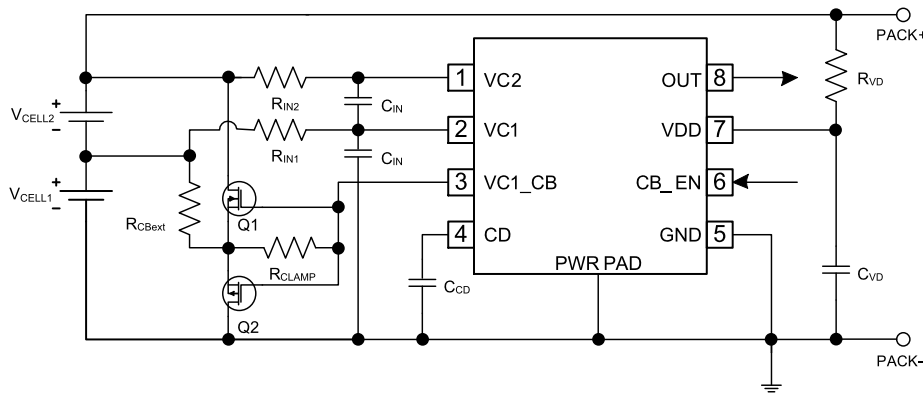 PACK+
1
VC2
OUT
8
RIN2
CIN
RVD
VCELL2
+
–
2
VC1
VDD
7
RIN1
CIN
VCELL1
+
–
3
VC1_CB
CB_EN
6
RCBext
Q1
4
CD
GND
5
RCLAMP
PWR PAD
CCD
CVD
Q2
PACK–